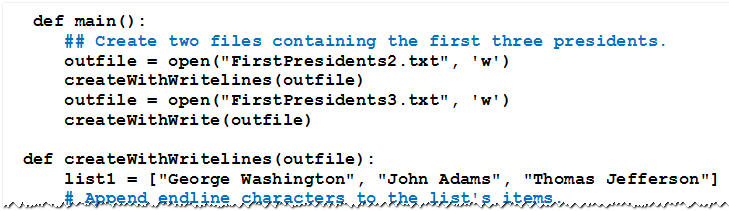 def main():
    ## Create two files containing the first three presidents.
    outfile = open("FirstPresidents2.txt", 'w')
    createWithWritelines(outfile)
    outfile = open("FirstPresidents3.txt", 'w')
    createWithWrite(outfile)

def createWithWritelines(outfile):
    list1 = ["George Washington", "John Adams", "Thomas Jefferson"]
    # Append endline characters to the list's items